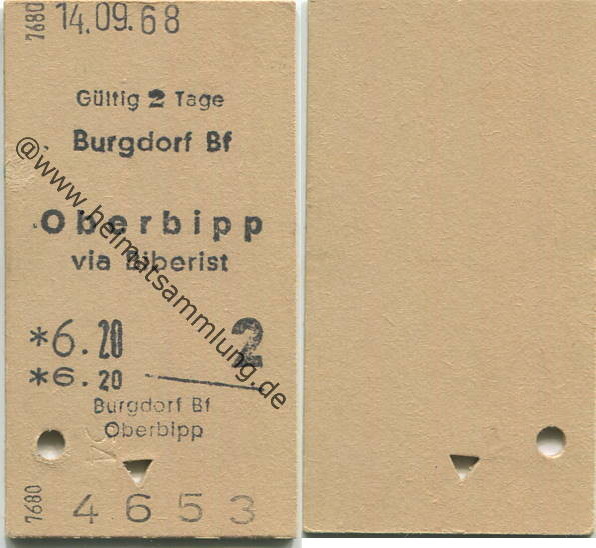 7680
14.09.68
Gültig 2 Tage
Burgdorf Bf
Oberbipp
via Biberist
*6.20 2
*6.20
Burgdorf Bf
Oberbipp
7680
4653
@www.heimatsammlung.de